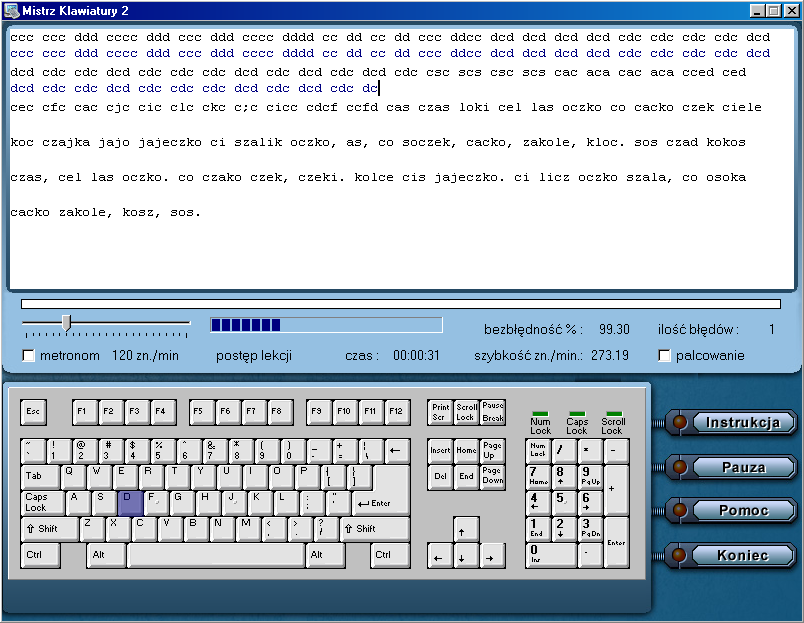 Mistrz Klawiatury 2
ccc ccc ddd cccc ddd ccc ddd cccc dddd cc dd cc dd ccc ddcc dcd dcd dcd dcd dcd cdc cdc cdc cdc dcd
ccc ccc ddd cccc ddd ccc ddd cccc dddd cc dd cc dd ccc ddcc dcd dcd dcd dcd dcd cdc cdc cdc cdc dcd
dcd cdc cdc dcd cdc cdc cdc dcd cdc dcd cdc dcd cdc csc scs csc scs cac aca cac aca cced ced
dcd cdc cdc dcd cdc cdc cdc dcd cdc dcd cdc dc
cec cfc cac cjc cic clc ckc c;c cicc cdcf ccfd cas czas loki cel las oczko co cacko czek ciele
koc czajka jajo jajeczko ci szalik oczko, as, co soczek, cacko, zakole, kloc. sos czad kokos
czas, cel las oczko. co czako czek, czeki. kolce cis jajeczko. ci licz oczko szala, co osoka
cacko zakole, kosz, sos.
bezbłędność % : 99.30 ilość błędów : 1
metronom 120 zn./min postęp lekcji czas : 00:00:31 szybkość zn./min.: 273.19 palcowanie
Esc F1 F2 F3 F4 F5 F6 F7 F8 F9 F10 F11 F12 Print Scr Scroll Lock Pause Break
Num Lock Caps Lock Scroll Lock
~ ` ! 1 @ 2 # 3 $ 4 % 5 ^ 6 & 7 * 8 ( 9 ) 0 _ - + = | \ ← Insert Home Page Up Num Lock / * -
Tab Q W E R T Y U I O P { [ } ] Del End Page Down 7 Home 8 ↑ 9 PgUp +
Caps Lock A S D F G H J K L : ; " ' ↵ Enter 4 ← 5 6 →
⇧ Shift Z X C V B N M < , > . ? / ⇧ Shift ↑ 1 End 2 ↓ 3 PgDn Enter
Ctrl Alt Alt Ctrl ← ↓ → 0 Ins .
Instrukcja
Pauza
Pomoc
Koniec